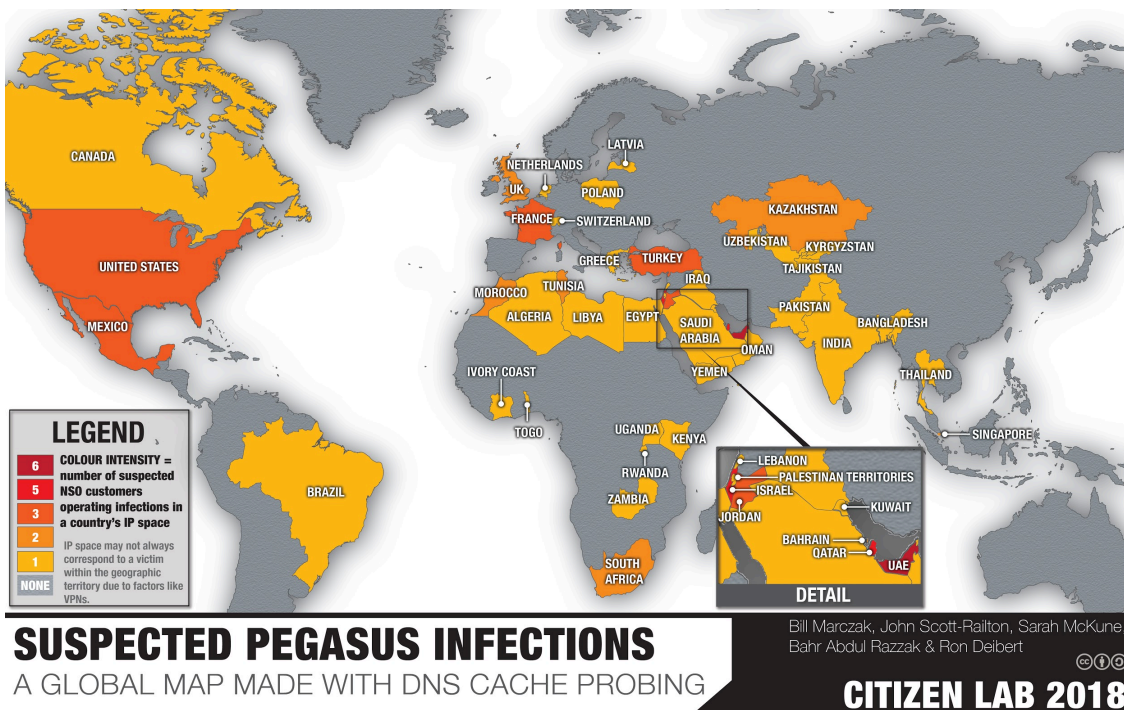 CANADA
UNITED STATES
MEXICO
BRAZIL
LATVIA
NETHERLANDS
UK
POLAND
FRANCE
SWITZERLAND
GREECE
TURKEY
KAZAKHSTAN
UZBEKISTAN
KYRGYZSTAN
TAJIKISTAN
IRAQ
MOROCCO
TUNISIA
ALGERIA
LIBYA
EGYPT
SAUDI
ARABIA
OMAN
YEMEN
PAKISTAN
BANGLADESH
INDIA
THAILAND
SINGAPORE
IVORY COAST
TOGO
UGANDA
KENYA
RWANDA
ZAMBIA
SOUTH
AFRICA
LEBANON
PALESTINAN TERRITORIES
ISRAEL
JORDAN
KUWAIT
BAHRAIN
QATAR
UAE
DETAIL
LEGEND
6
5
3
2
1
NONE
COLOUR INTENSITY =
number of suspected
NSO customers
operating infections in
a country's IP space
IP space may not always
correspond to a victim
within the geographic
territory due to factors like
VPNs.
SUSPECTED PEGASUS INFECTIONS
A GLOBAL MAP MADE WITH DNS CACHE PROBING
Bill Marczak, John Scott-Railton, Sarah McKune
Bahr Abdul Razzak & Ron Deibert
cc
CITIZEN LAB 2018